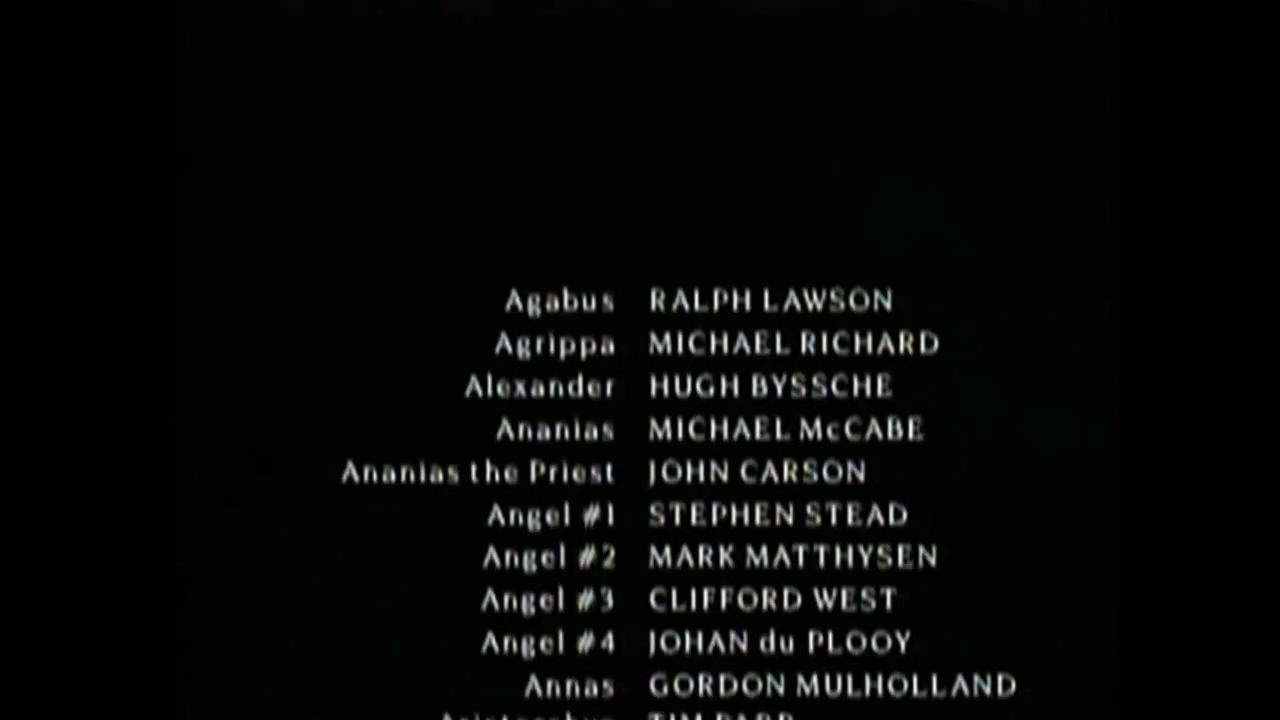 Agabus RALPH LAWSON
Agrippa MICHAEL RICHARD
Alexander HUGH BYSSCHE
Ananias MICHAEL McCABE
Ananias the Priest JOHN CARSON
Angel #1 STEPHEN STEAD
Angel #2 MARK MATTHYSEN
Angel #3 CLIFFORD WEST
Angel #4 JOHAN du PLOOY
Annas GORDON MULHOLLAND
TIM